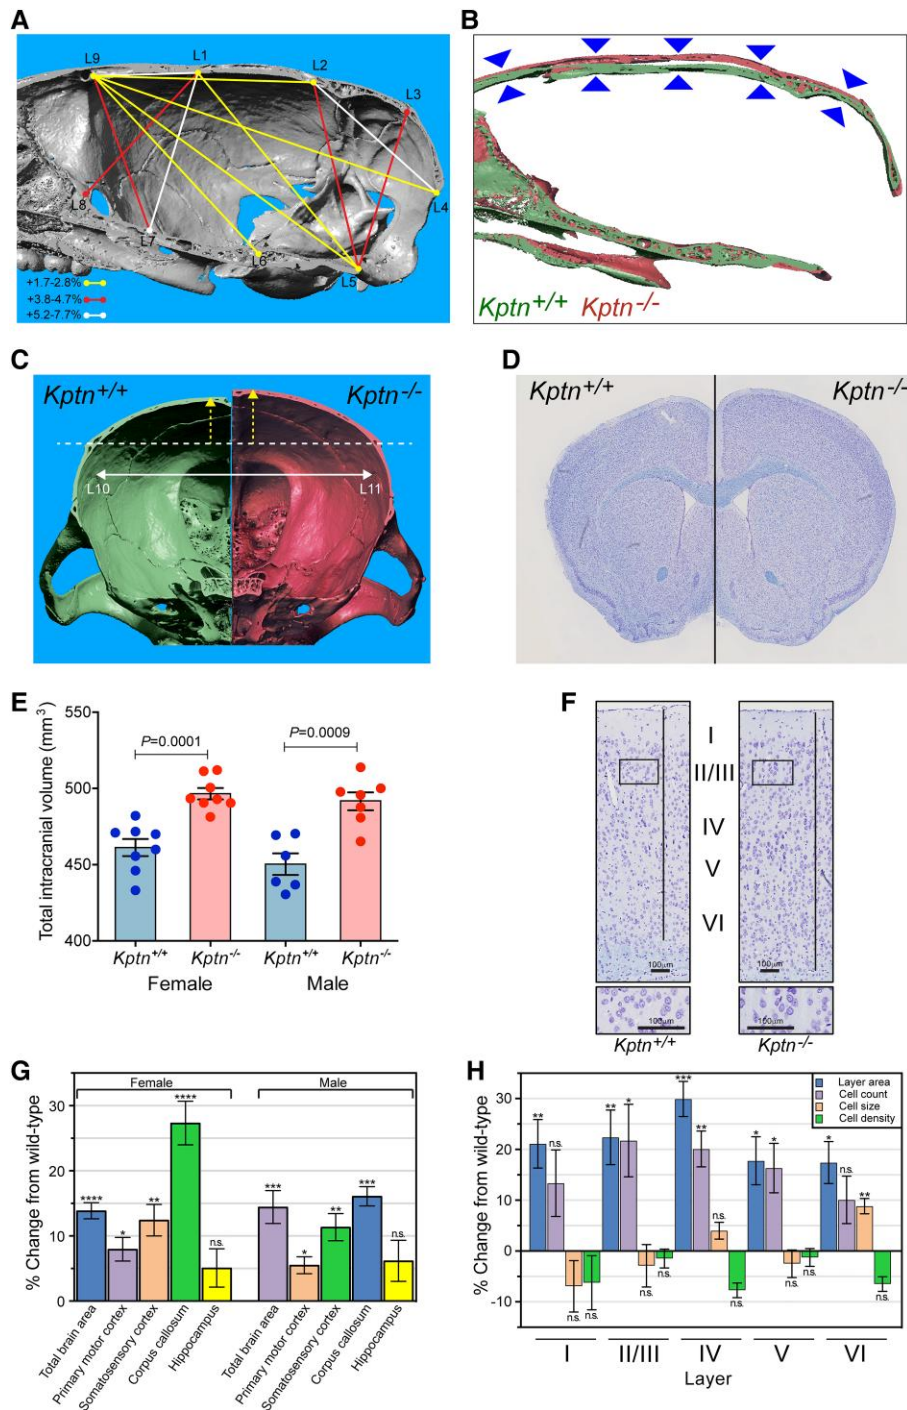 A
L9
L1
L2
L3
L8
L7
L6
L5
L4
+1.7-2.8%
+3.8-4.7%
+5.2-7.7%
B
Kptn+/+ Kptn-/-
C
Kptn+/+ Kptn-/-
L10 L11
D
Kptn+/+ Kptn-/-
E
Total intracranial volume (mm3)
550
500
450
400
P=0.0001
P=0.0009
Kptn+/+ Kptn-/- Kptn+/+ Kptn-/-
Female Male
F
I
II/III
IV
V
VI
100µm 100µm
100µm 100µm
Kptn+/+ Kptn-/-
G
% Change from wild-type
30
20
10
0
Female Male
**** * ** **** n.s. *** * ** *** n.s.
Total brain area
Primary motor cortex
Somatosensory cortex
Corpus callosum
Hippocampus
Total brain area
Primary motor cortex
Somatosensory cortex
Corpus callosum
Hippocampus
H
% Change from wild-type
30
20
10
0
-10
Layer area
Cell count
Cell size
Cell density
** n.s. n.s. n.s.
** * n.s. n.s.
*** ** n.s. n.s.
* * n.s. n.s.
* n.s. ** n.s.
I II/III IV V VI
Layer